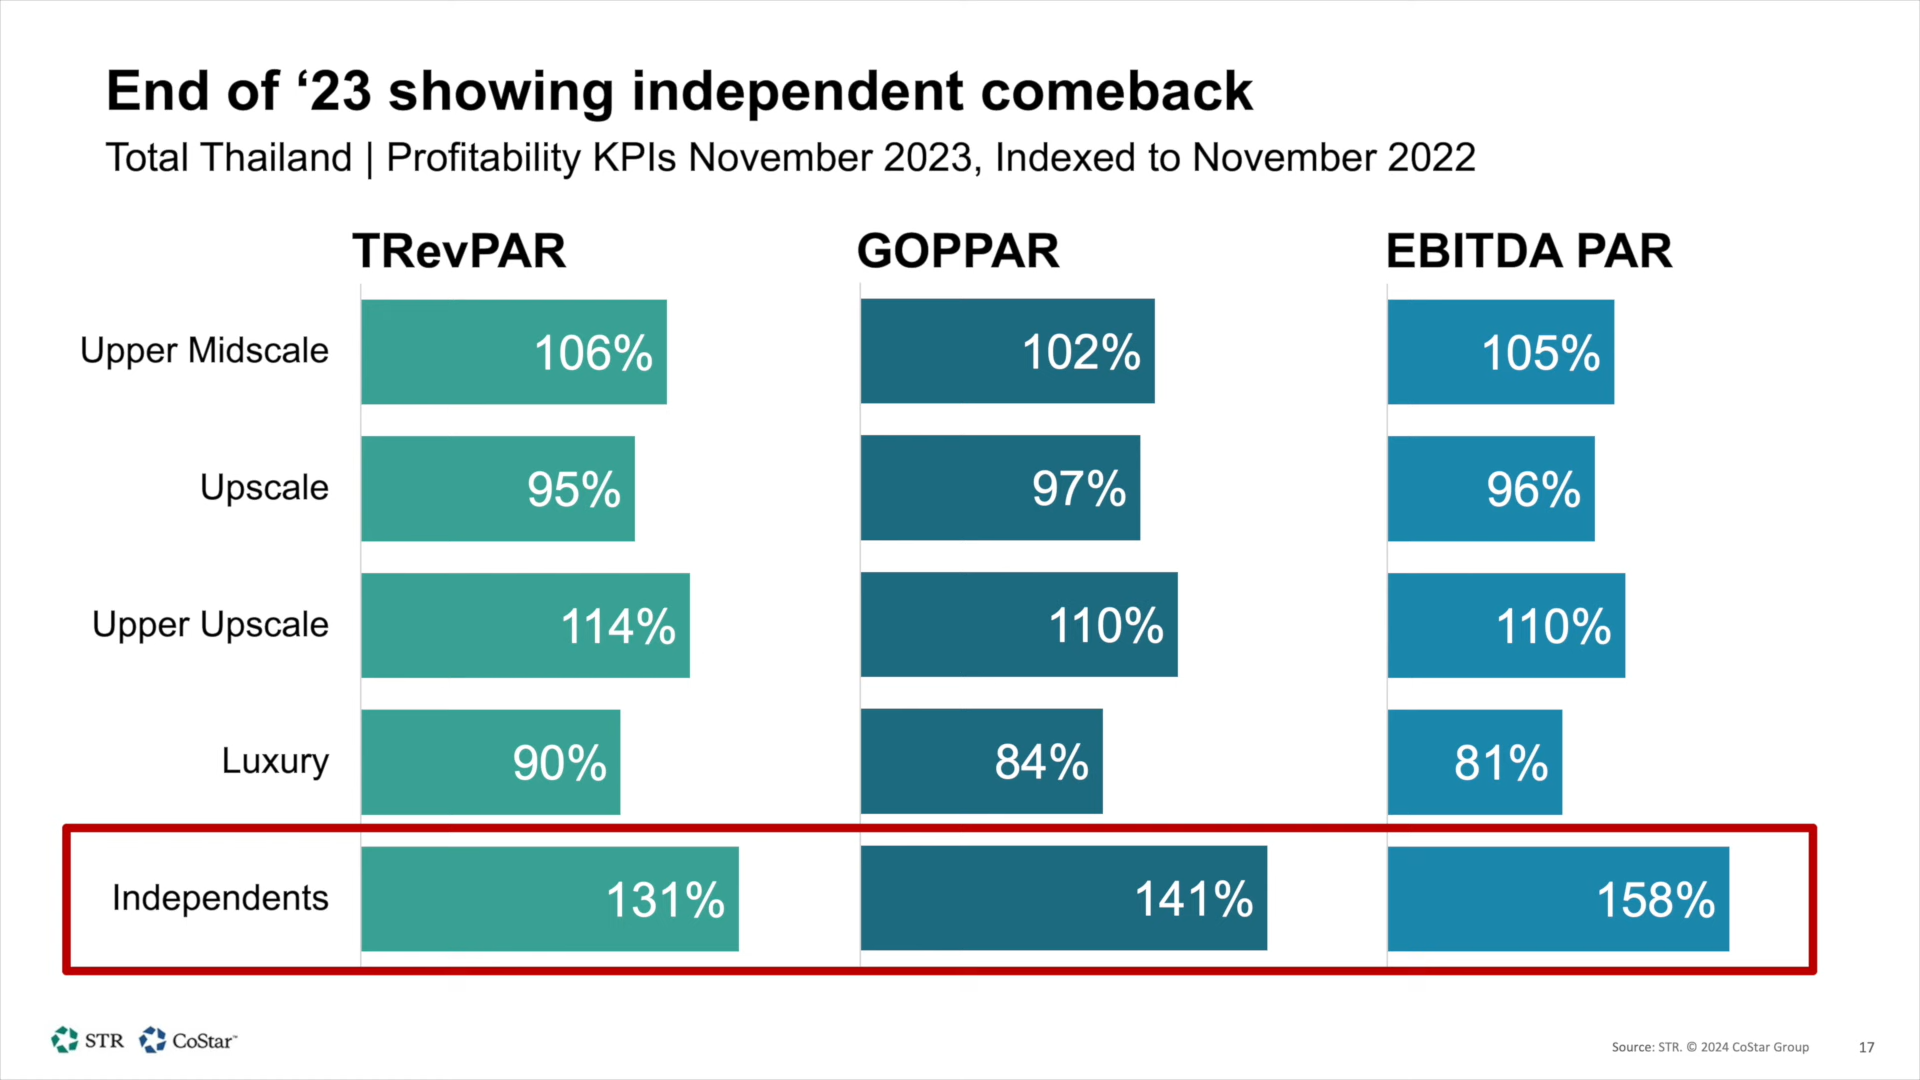 End of ‘23 showing independent comeback
Total Thailand | Profitability KPIs November 2023, Indexed to November 2022
TRevPAR GOPPAR EBITDA PAR
Upper Midscale 106% 102% 105%
Upscale 95% 97% 96%
Upper Upscale 114% 110% 110%
Luxury 90% 84% 81%
Independents 131% 141% 158%
STR CoStar™
Source: STR. © 2024 CoStar Group 17